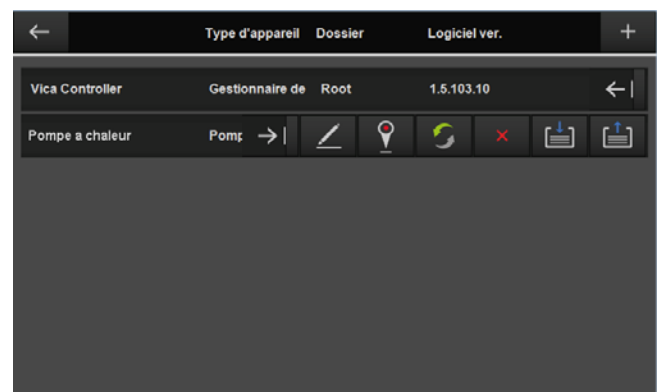 Type d'appareil Dossier Logiciel ver.
Vica Controller Gestionnaire de Root 1.5.103.10
Pompe a chaleur Pomp